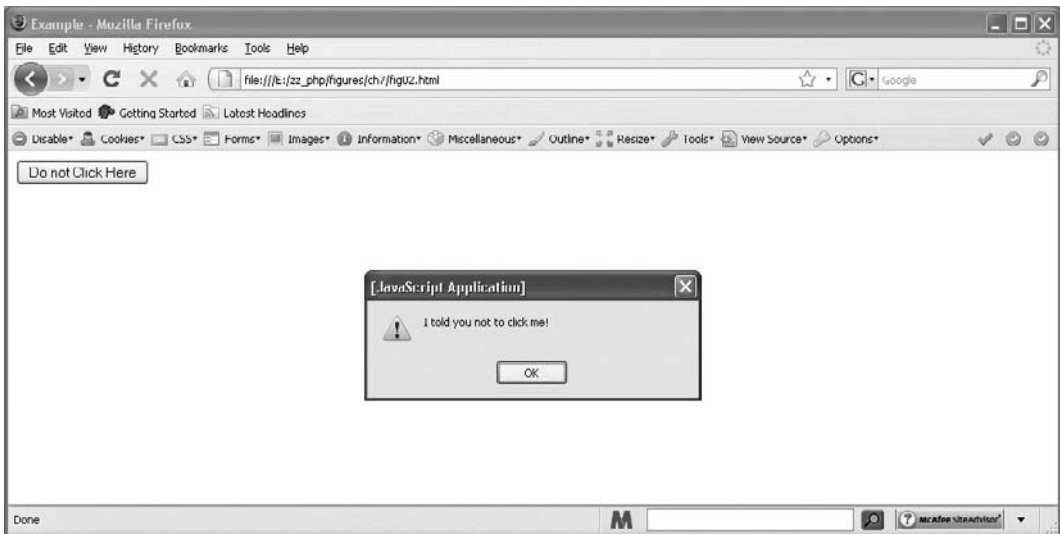 Example - Mozilla Firefox
File Edit View History Bookmarks Tools Help
file:///E:/zz_php/figures/ch7/fig02.html
G Google
Most Visited Getting Started Latest Headlines
Disable Cookies CSS Forms Images Information Miscellaneous Outline Resize Tools View Source Options
Do not Click Here
[JavaScript Application]
I told you not to click me!
OK
Done
M
McAfee SiteAdvisor